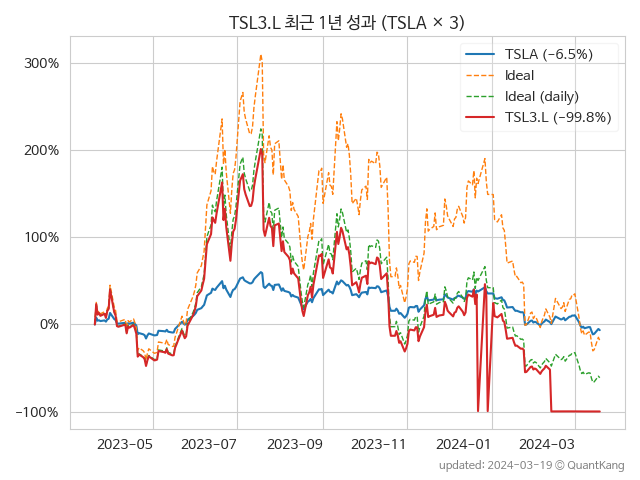 TSL3.L 최근 1년 성과 (TSLA × 3)
TSLA (−6.5%)
Ideal
Ideal (daily)
TSL3.L (−99.8%)
300%
200%
100%
0%
−100%
2023-05 2023-07 2023-09 2023-11 2024-01 2024-03
updated: 2024-03-19 ⓒ QuantKang